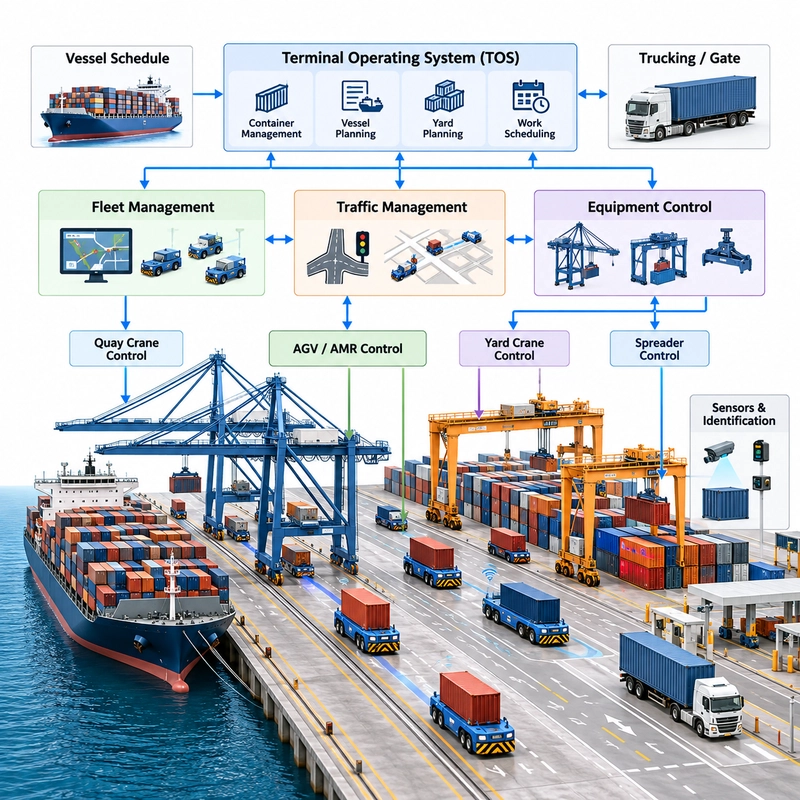 Vessel Schedule
Terminal Operating System (TOS)
Trucking / Gate
Container
Management
Vessel
Planning
Yard
Planning
Work
Scheduling
Fleet Management
Traffic Management
Equipment Control
Quay Crane
Control
AGV / AMR Control
Yard Crane
Control
Spreader
Control
Sensors &
Identification